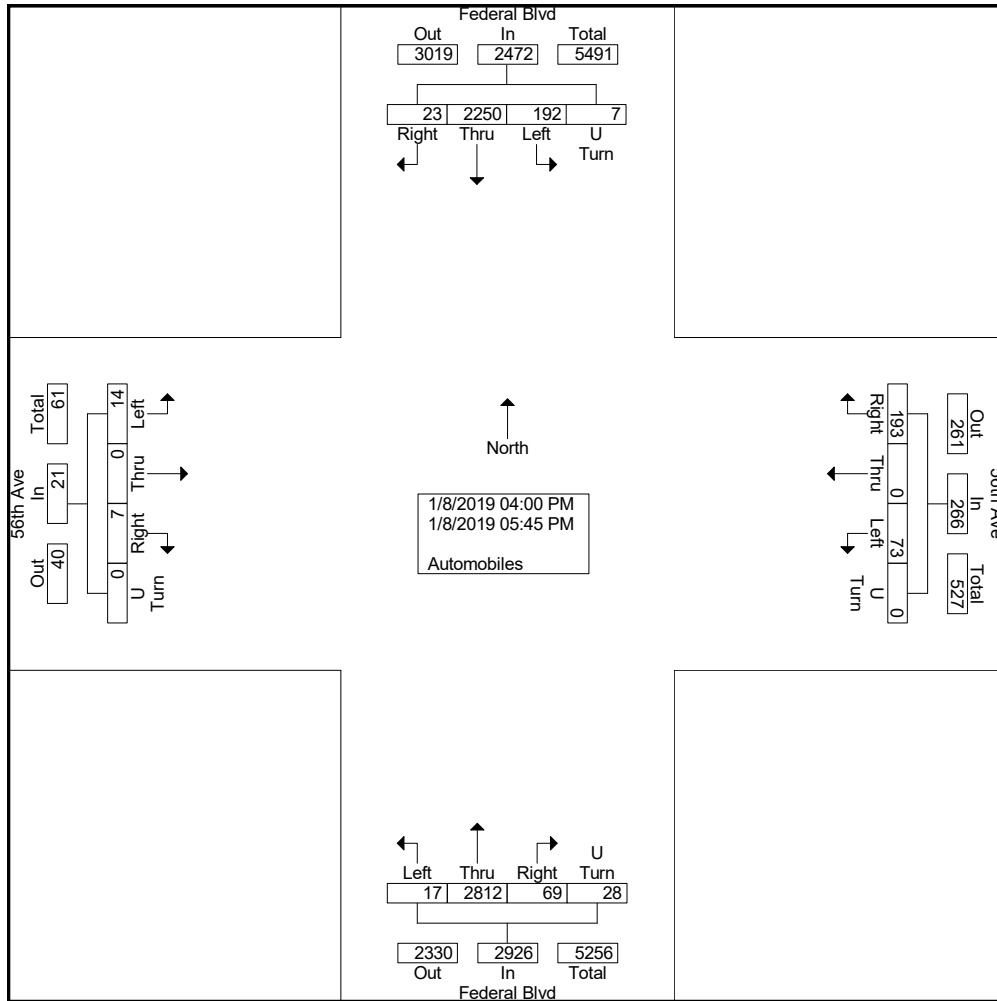 Federal Blvd
Out In Total
3019 2472 5491
23 2250 192 7
Right Thru Left U Turn
56th Ave
Total In Out
61 21 40
14 0 7 0
Left Thru Right U Turn
North
1/8/2019 04:00 PM
1/8/2019 05:45 PM
Automobiles
Right Thru Left U Turn
193 0 73 0
Out In Total
261 266 527
Ave
Left Thru Right U Turn
17 2812 69 28
2330 2926 5256
Out In Total
Federal Blvd